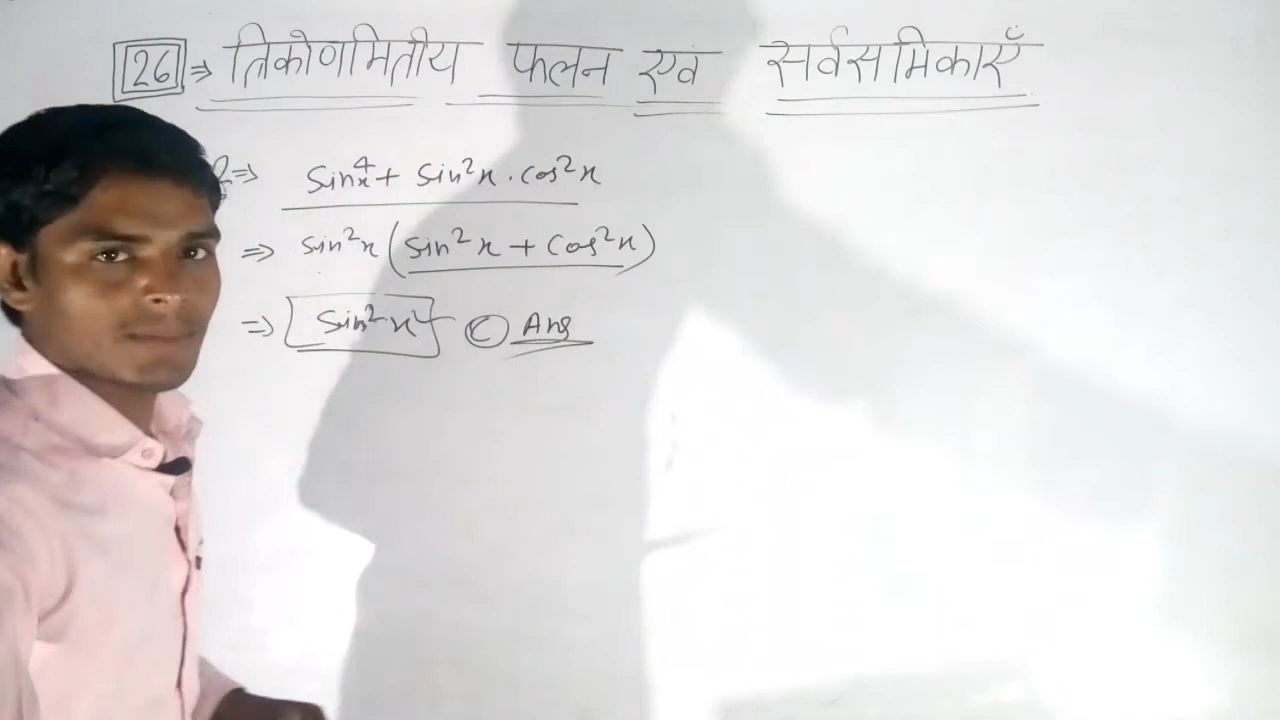 26 ⇒ त्रिकोणमितीय फलन एवं सर्वसमिकाएँ
⇒ Sin⁴x + Sin²x . Cos²x
⇒ Sin²x (Sin²x + Cos²x)
⇒ Sin²x (C) Ans